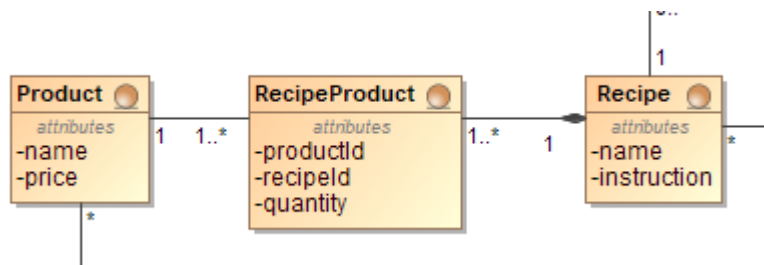 1
Product
attributes
-name
-price
1
1..*
RecipeProduct
attributes
-productId
-recipeId
-quantity
1..*
1
Recipe
attributes
-name
-instruction
*
*